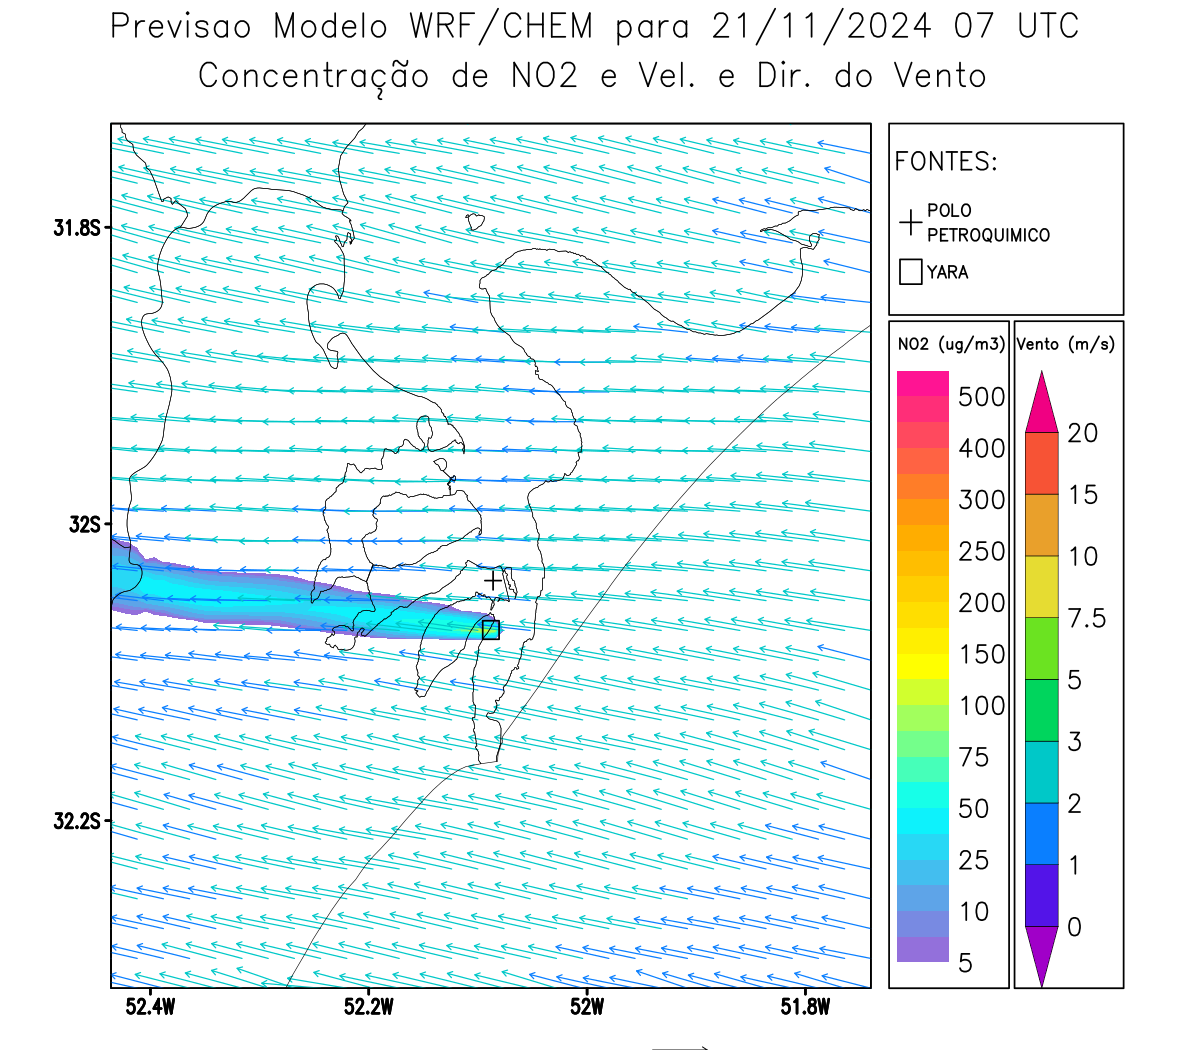 Previsao Modelo WRF/CHEM para 21/11/2024 07 UTC
Concentração de NO2 e Vel. e Dir. do Vento
FONTES:
POLO
PETROQUIMICO
YARA
31.8S
32S
32.2S
52.4W
52.2W
52W
51.8W
NO2 (ug/m3)
500
400
300
250
200
150
100
75
50
25
10
5
Vento (m/s)
20
15
10
7.5
5
3
2
1
0